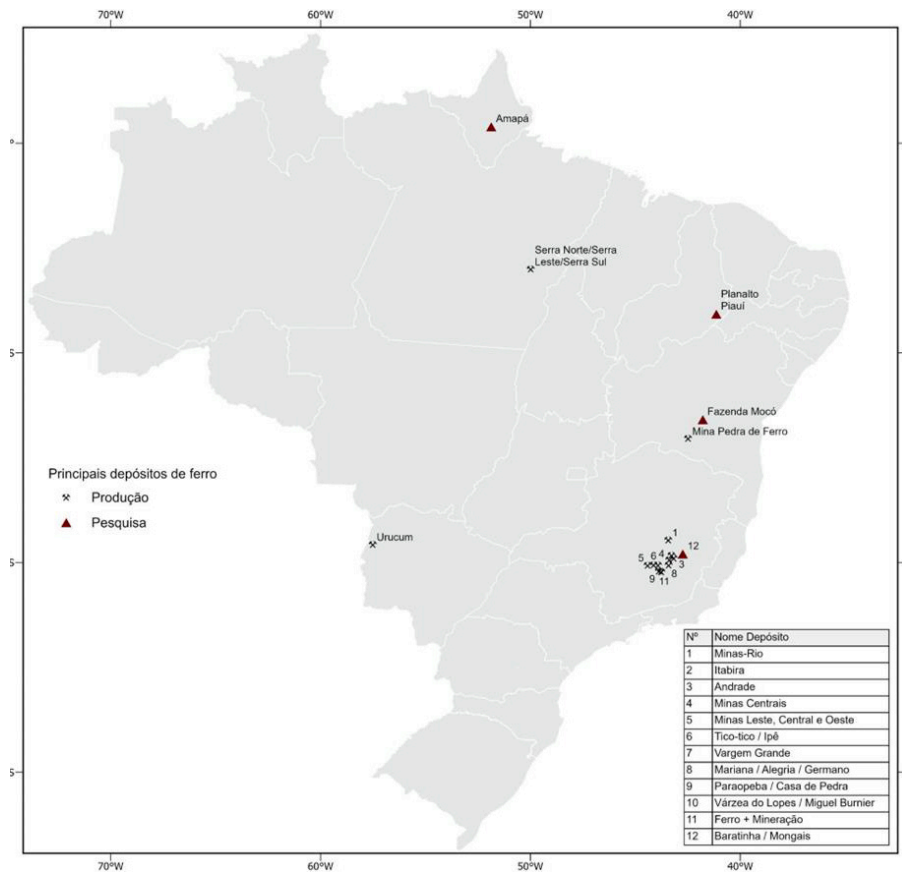 70°W 60°W 50°W 40°W
Amapá
Serra Norte/Serra
Leste/Serra Sul
Planalto
Piauí
Fazenda Mocó
Mina Pedra de Ferro
Principais depósitos de ferro
Produção
Pesquisa
Urucum
1
12
4
5 6
3
9 8
11
Nº Nome Depósito
1 Minas-Rio
2 Itabira
3 Andrade
4 Minas Centrais
5 Minas Leste, Central e Oeste
6 Tico-tico / Ipê
7 Vargem Grande
8 Mariana / Alegria / Germano
9 Paraopeba / Casa de Pedra
10 Várzea do Lopes / Miguel Burnier
11 Ferro + Mineração
12 Baratinha / Mongais
70°W 60°W 50°W 40°W